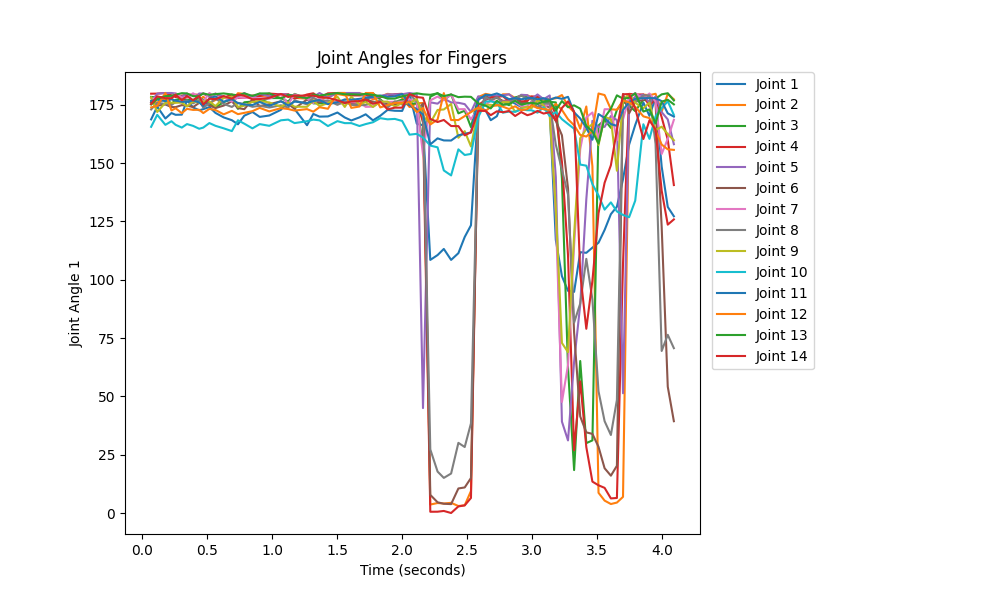 Joint Angles for Fingers
Joint Angle 1
175
150
125
100
75
50
25
0
0.0 0.5 1.0 1.5 2.0 2.5 3.0 3.5 4.0
Time (seconds)
Joint 1
Joint 2
Joint 3
Joint 4
Joint 5
Joint 6
Joint 7
Joint 8
Joint 9
Joint 10
Joint 11
Joint 12
Joint 13
Joint 14